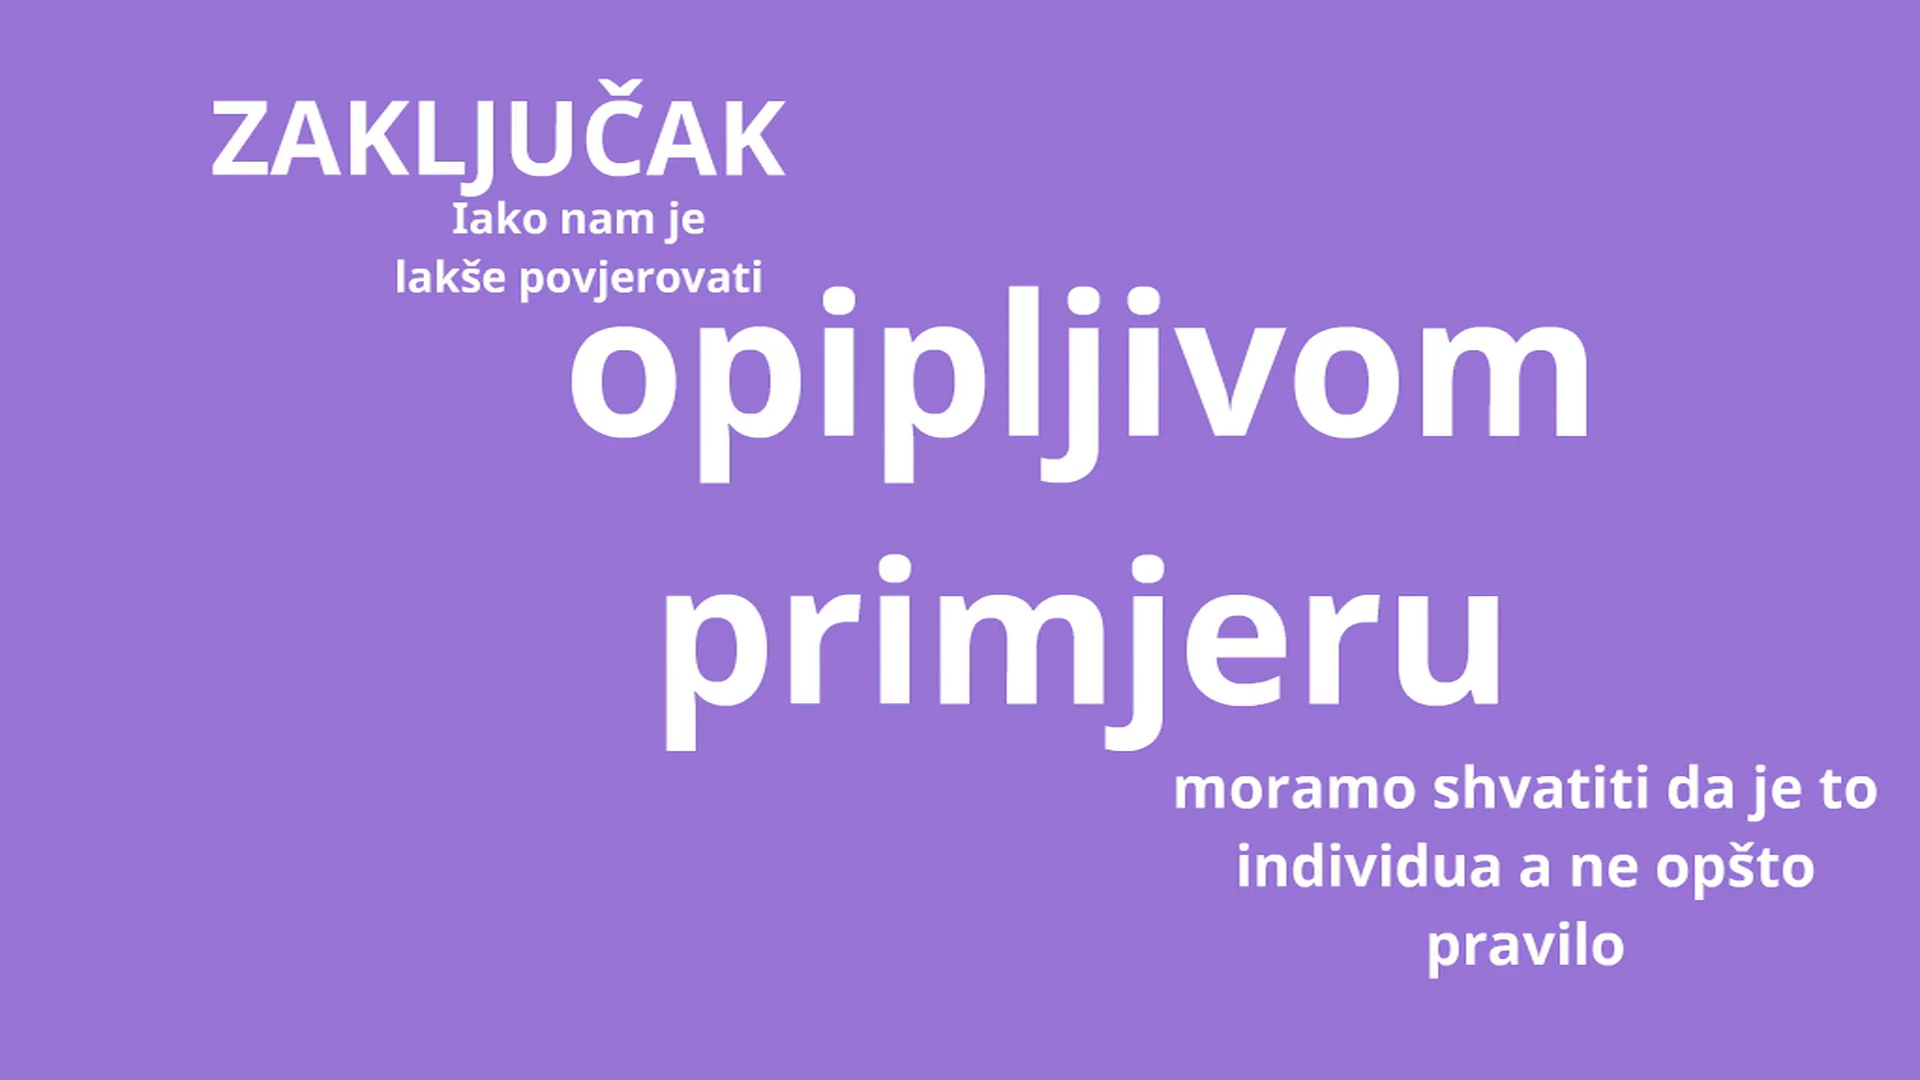 ZAKLJUČAK
Iako nam je
lakše povjerovati
opipljivom
primjeru
moramo shvatiti da je to
individua a ne opšto
pravilo